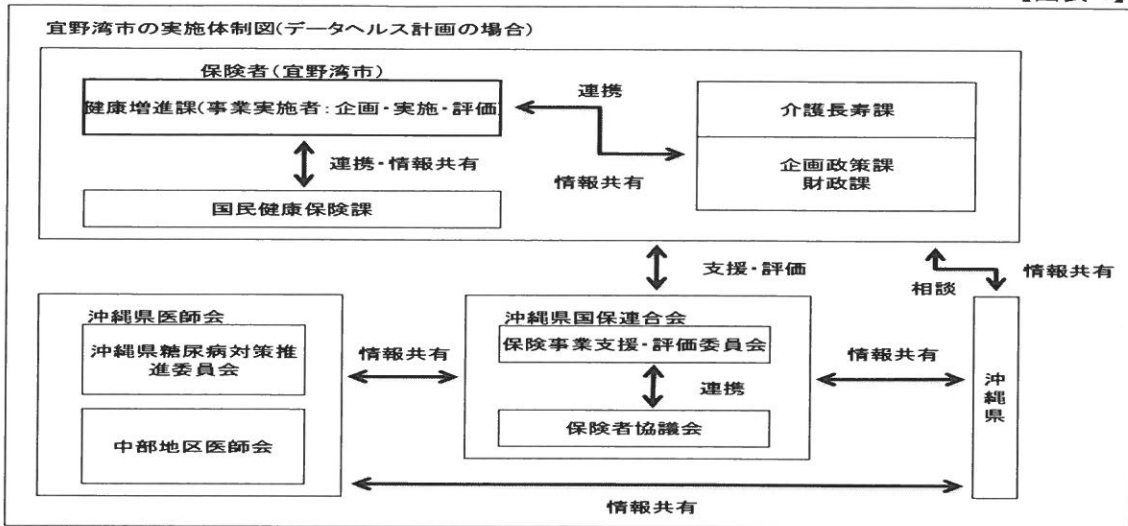 宜野湾市の実施体制図(データヘルス計画の場合)
保険者(宜野湾市)
健康増進課(事業実施者:企画・実施・評価)
連携
介護長寿課
連携・情報共有
情報共有
企画政策課
財政課
国民健康保険課
支援・評価
情報共有
相談
沖縄県医師会
沖縄県糖尿病対策推
進委員会
中部地区医師会
情報共有
沖縄県国保連合会
保険事業支援・評価委員会
連携
保険者協議会
情報共有
沖縄県
情報共有